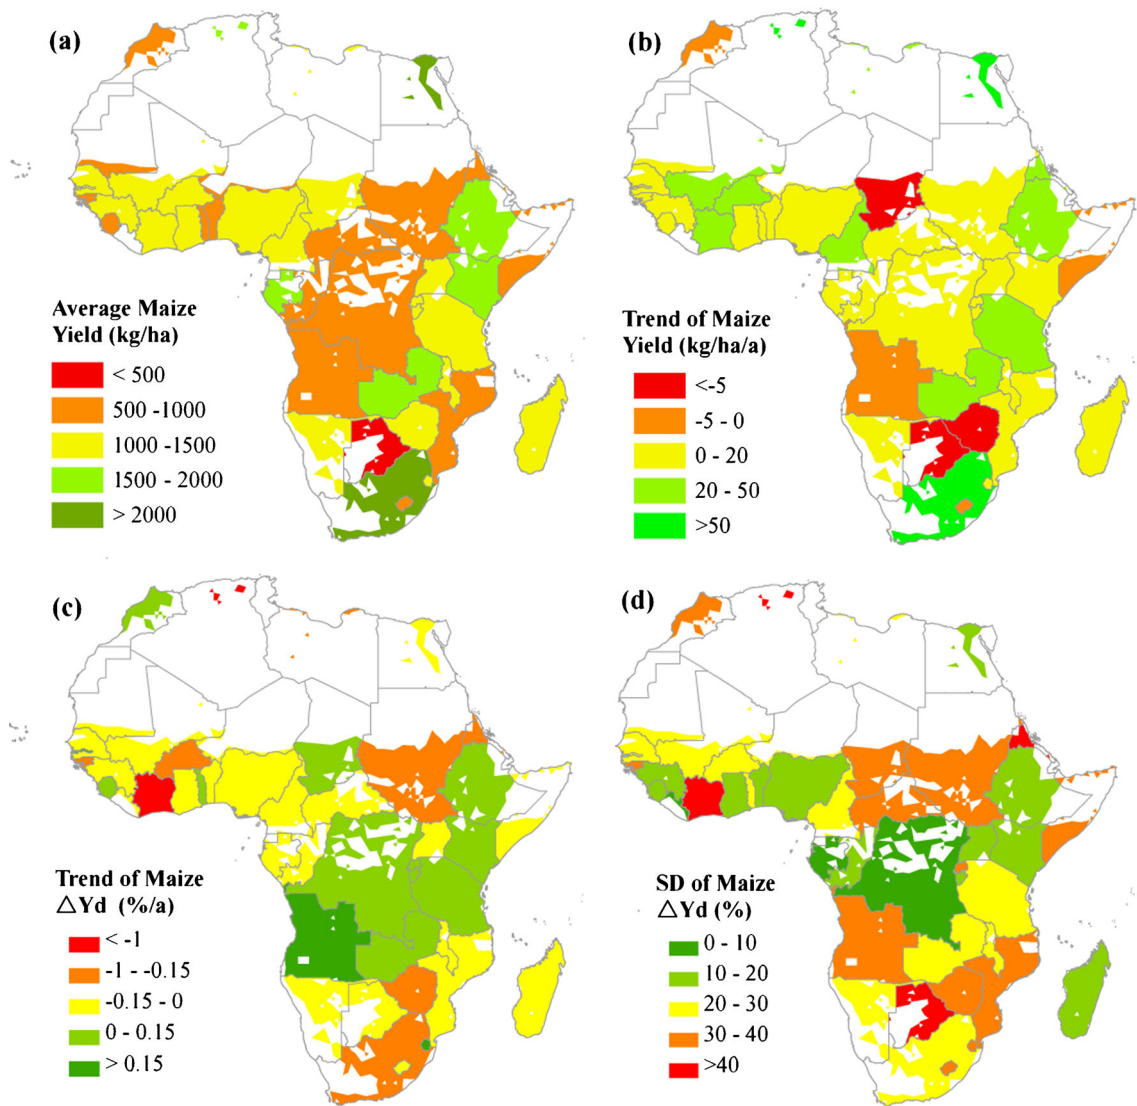 (a)
Average Maize
Yield (kg/ha)
< 500
500 -1000
1000 -1500
1500 - 2000
> 2000
(b)
Trend of Maize
Yield (kg/ha/a)
<-5
-5 - 0
0 - 20
20 - 50
>50
(c)
Trend of Maize
△Yd (%/a)
< -1
-1 - -0.15
-0.15 - 0
0 - 0.15
> 0.15
(d)
SD of Maize
△Yd (%)
0 - 10
10 - 20
20 - 30
30 - 40
>40